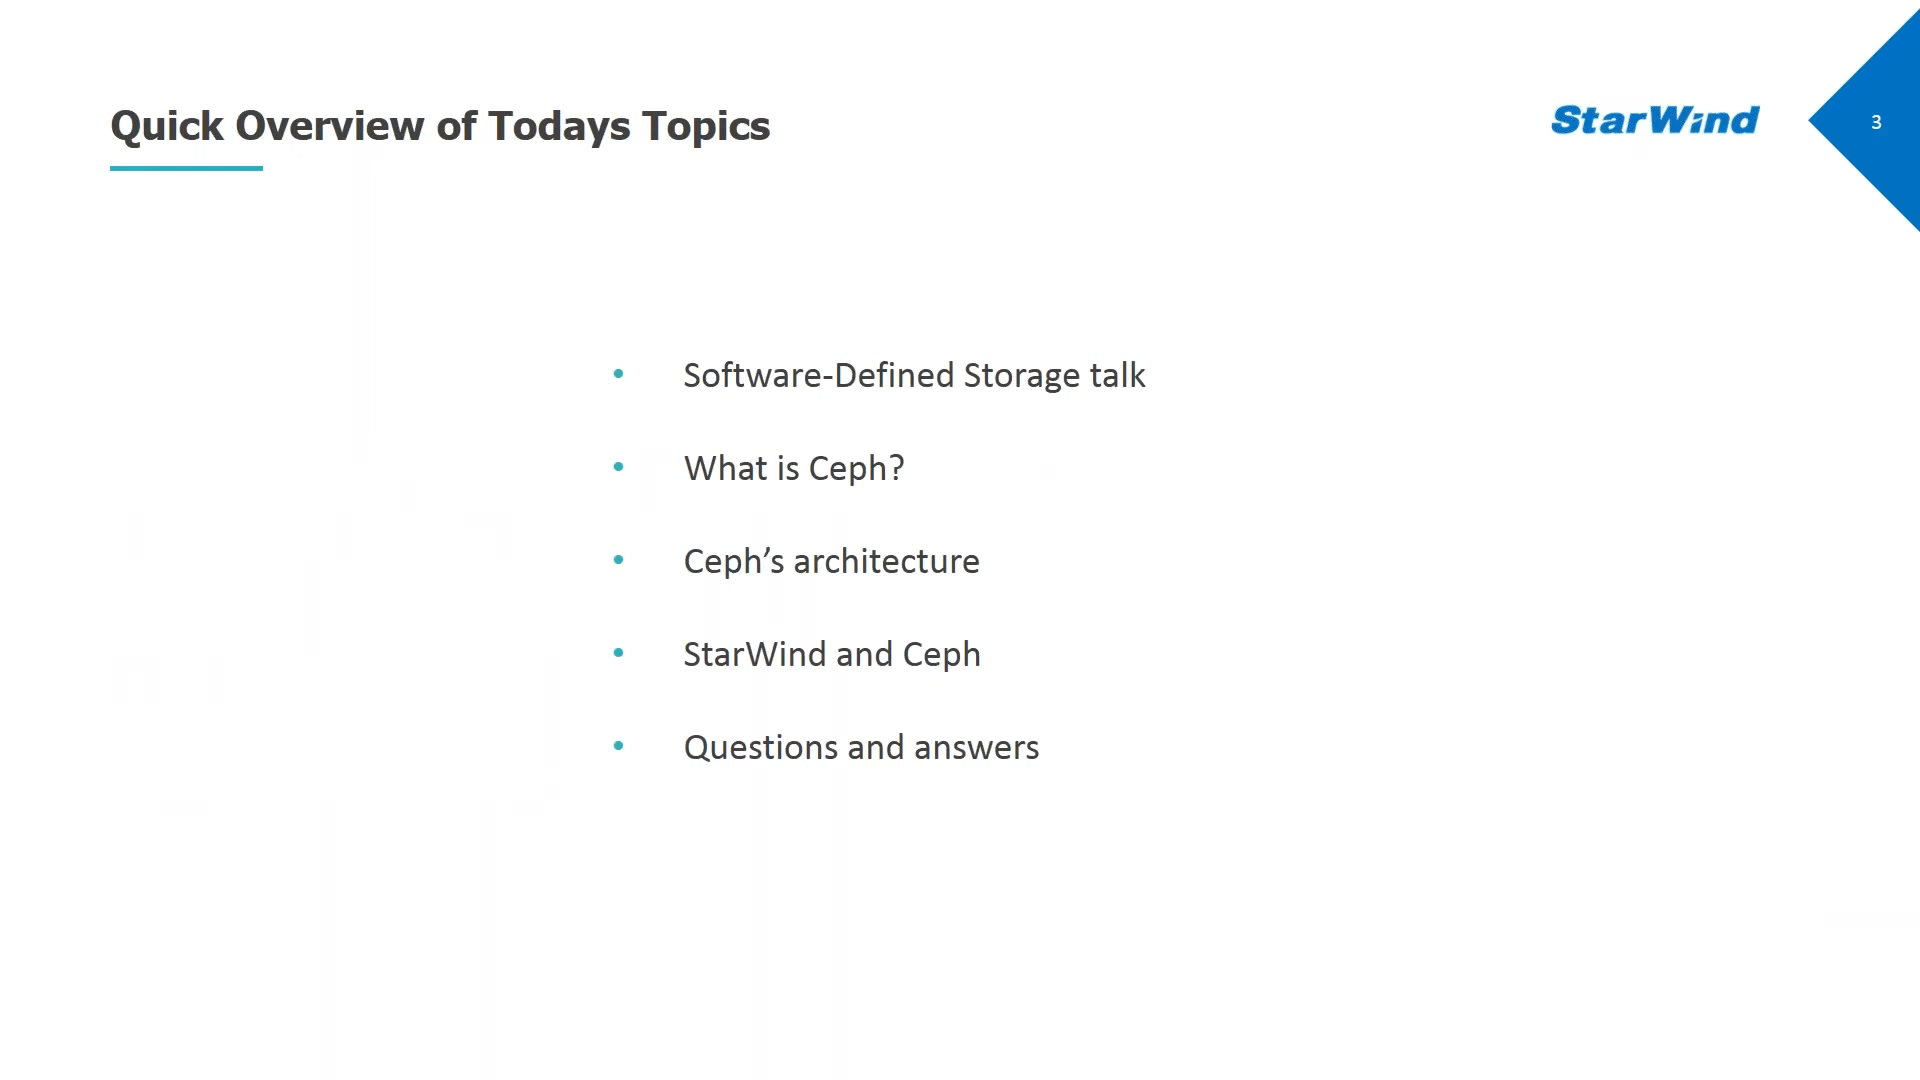 Quick Overview of Todays Topics
StarWind
3
• Software-Defined Storage talk
• What is Ceph?
• Ceph’s architecture
• StarWind and Ceph
• Questions and answers